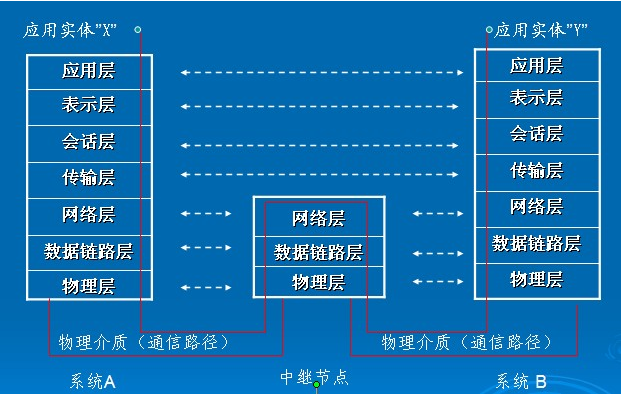 应用实体"X"
应用实体"Y"
应用层
表示层
会话层
传输层
网络层
数据链路层
物理层
网络层
数据链路层
物理层
应用层
表示层
会话层
传输层
网络层
数据链路层
物理层
物理介质（通信路径）
物理介质（通信路径）
系统A
中继节点
系统 B